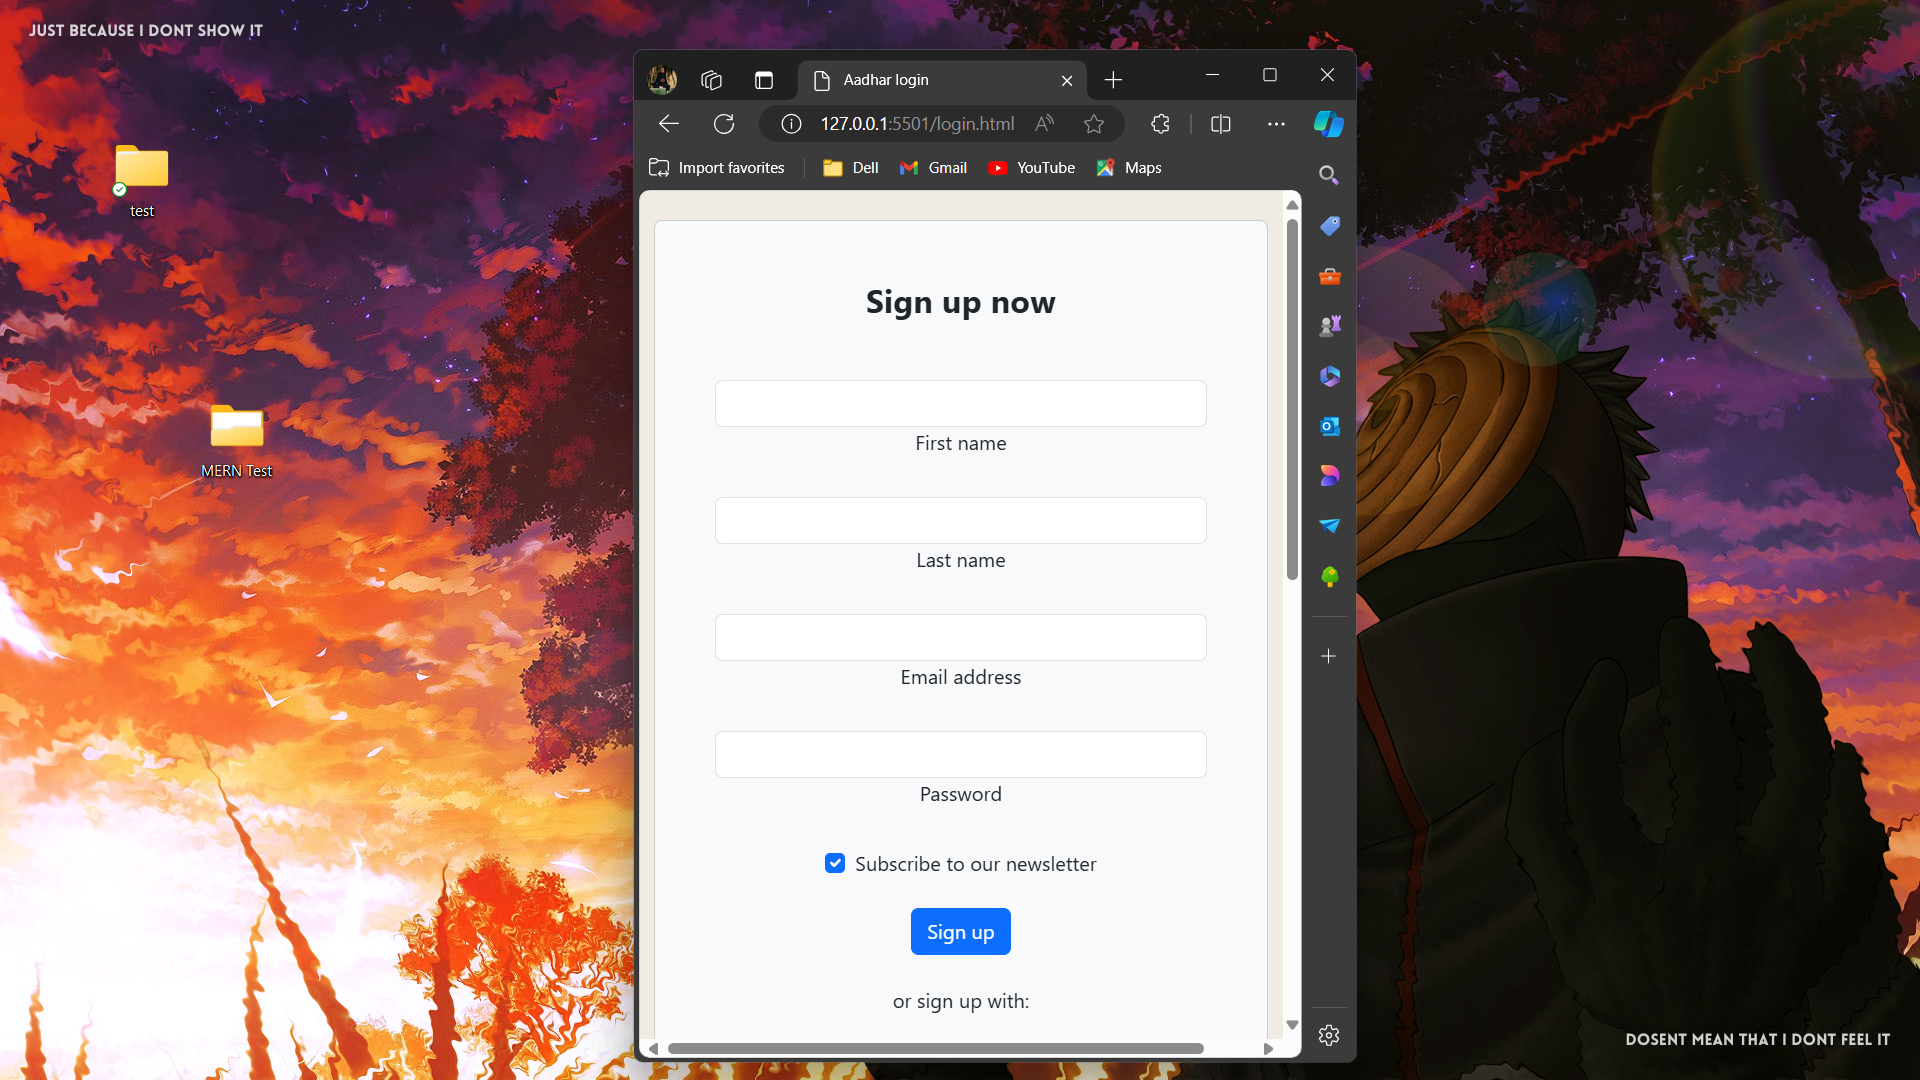 JUST BECAUSE I DONT SHOW IT
test
MERN Test
Aadhar login
127.0.0.1:5501/login.html
Import favorites
Dell
Gmail
YouTube
Maps
Sign up now
First name
Last name
Email address
Password
Subscribe to our newsletter
Sign up
or sign up with:
DOSENT MEAN THAT I DONT FEEL IT